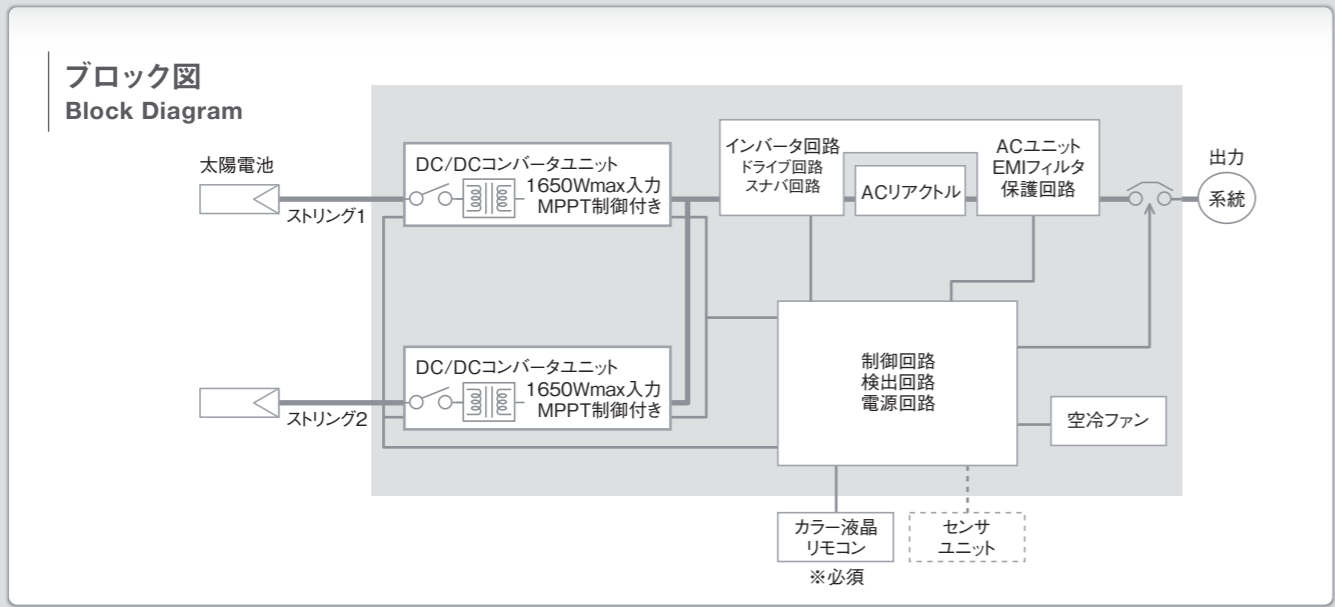 ブロック図
Block Diagram
太陽電池
ストリング1
DC/DCコンバータユニット
1650Wmax入力
MPPT制御付き
インバータ回路
ドライブ回路
スナバ回路
ACリアクトル
ACユニット
EMIフィルタ
保護回路
出力
系統
ストリング2
DC/DCコンバータユニット
1650Wmax入力
MPPT制御付き
制御回路
検出回路
電源回路
空冷ファン
カラー液晶
リモコン
※必須
センサ
ユニット